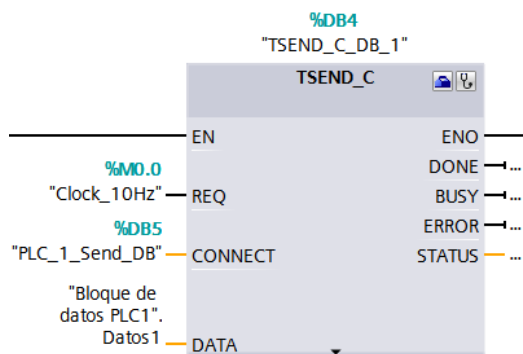 %DB4
"TSEND_C_DB_1"
TSEND_C
EN
ENO
DONE
...
%M0.0
"Clock_10Hz"
REQ
BUSY
...
%DB5
ERROR
...
"PLC_1_Send_DB"
CONNECT
STATUS
...
"Bloque de
datos PLC1".
Datos1
DATA